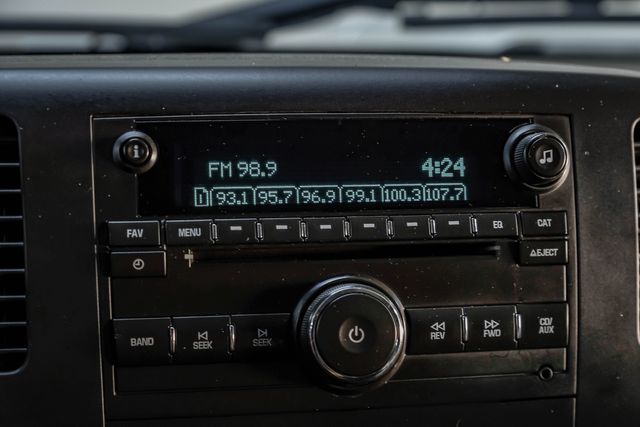 FM 98.9 4:24
1 93.1 95.7 96.9 99.1 100.3 107.7
FAV MENU EQ CAT
▲EJECT
BAND SEEK SEEK REV FWD CD/AUX